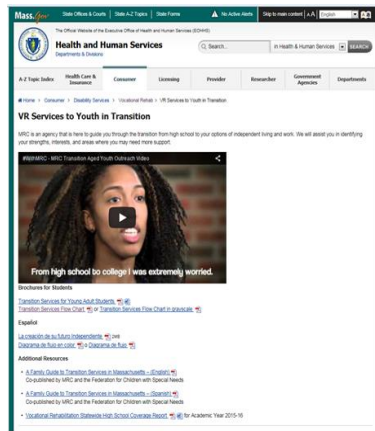 Mass.Gov
State Offices & Courts
State A-Z Topics
State Forms
No Active Alerts
Skip to main content
A A
English
The Official Website of the Executive Office of Health and Human Services (EOHHS)
Health and Human Services
Departments & Divisions
Search...
in Health & Human Services
SEARCH
A-Z Topic Index
Health Care & Insurance
Consumer
Licensing
Provider
Researcher
Government Agencies
Departments
Home > Consumer > Disability Services > Vocational Rehab > VR Services to Youth in Transition
VR Services to Youth in Transition
MRC is an agency that is here to guide you through the transition from high school to your options of independent living and work. We will assist you in identifying
your strengths, interests, and areas where you may need more support.
MRC Transition Aged Youth Outreach Video
From high school to college I was extremely worried.
Brochures for Students
Transition Services for Young Adult Students
Transition Services Flow Chart or Transition Services Flow Chart in grayscale
Español
La creación de su futuro Independiente
Diagrama de flujo en color o Diagrama de flujo
Additional Resources
• A Family Guide to Transition Services in Massachusetts – (English)
Co-published by MRC and the Federation for Children with Special Needs
• A Family Guide to Transition Services in Massachusetts – (Spanish)
Co-published by MRC and the Federation for Children with Special Needs
• Vocational Rehabilitation Statewide High School Coverage Report for Academic Year 2015-16